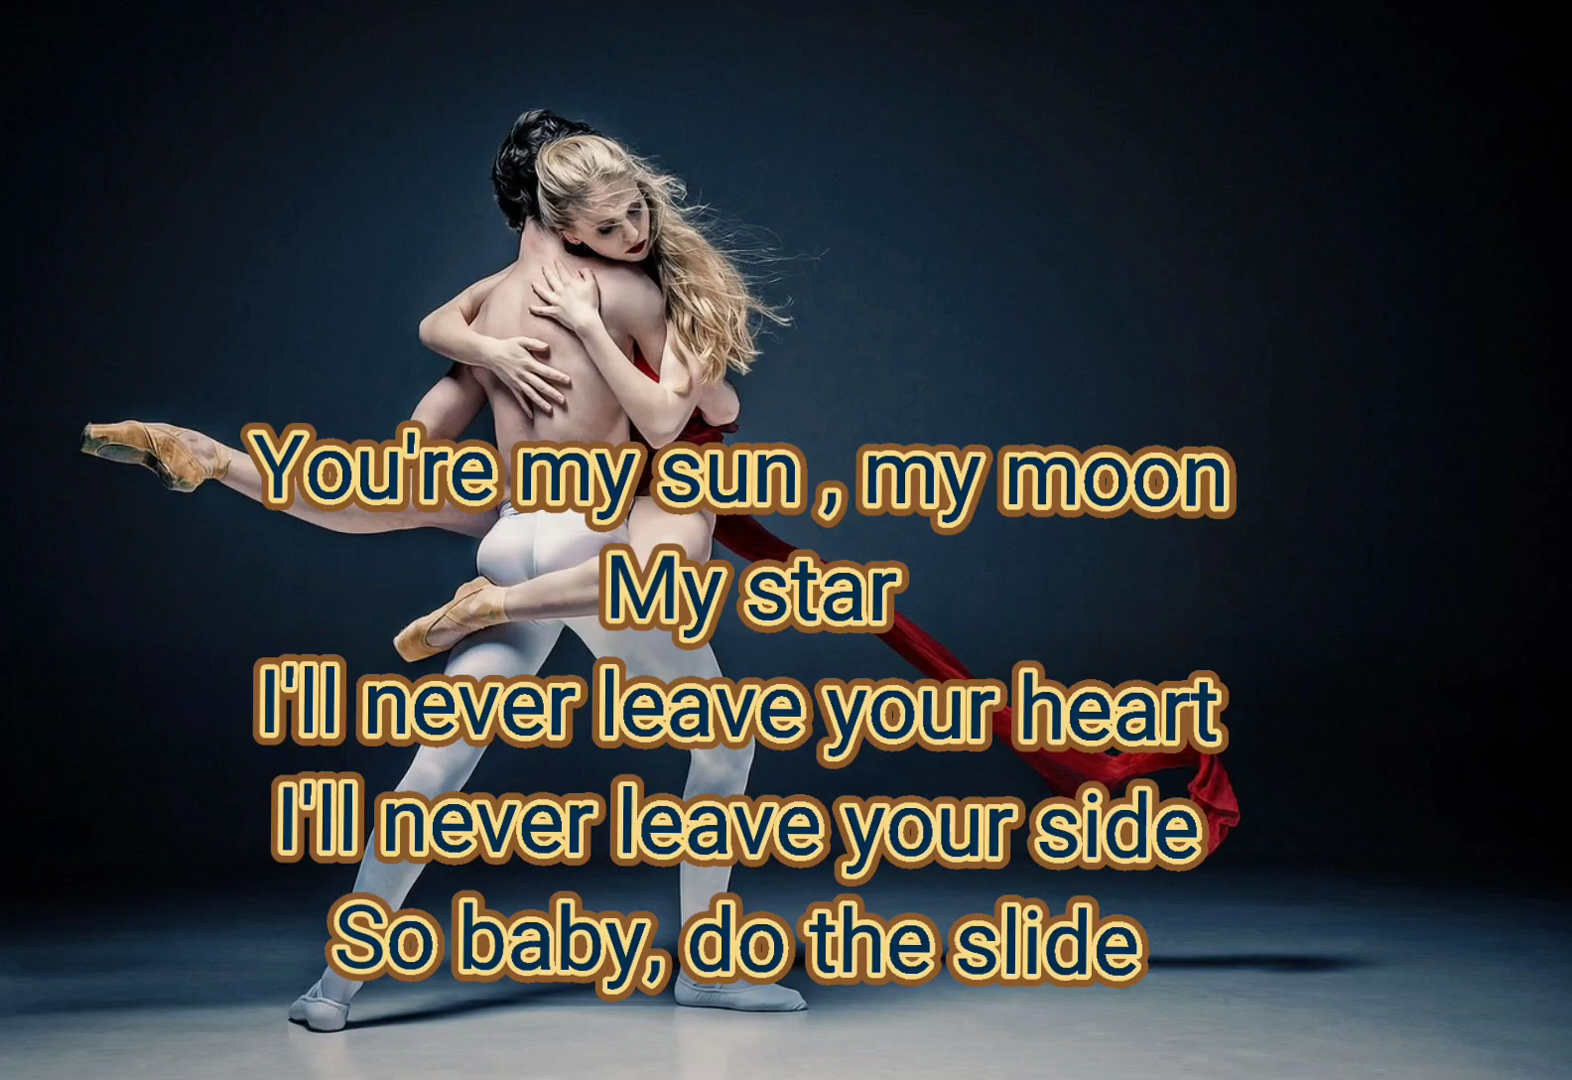 You're my sun , my moon
My star
I'll never leave your heart
I'll never leave your side
So baby, do the slide